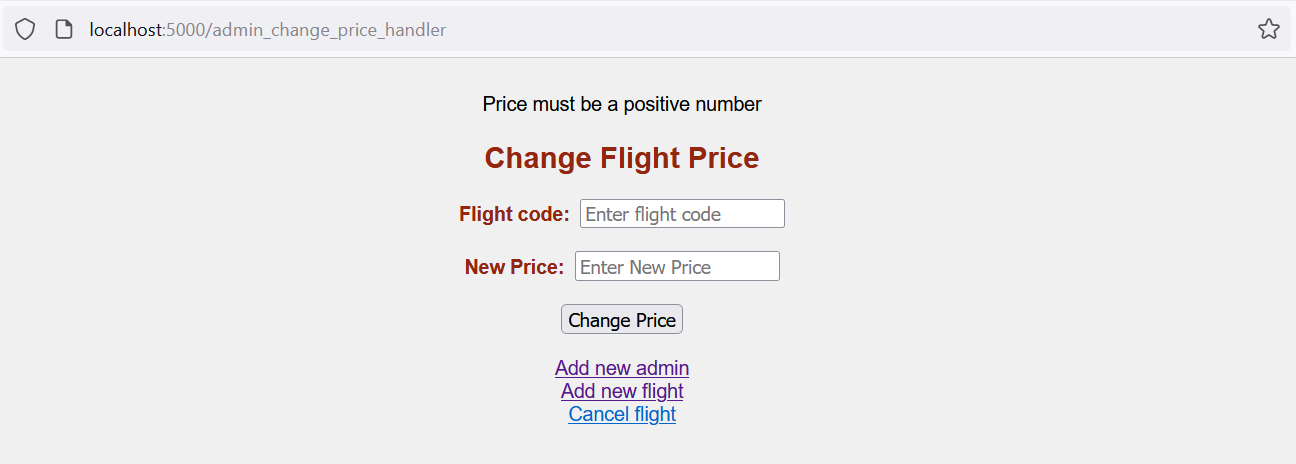 localhost:5000/admin_change_price_handler
Price must be a positive number
Change Flight Price
Flight code: Enter flight code
New Price: Enter New Price
Change Price
Add new admin
Add new flight
Cancel flight